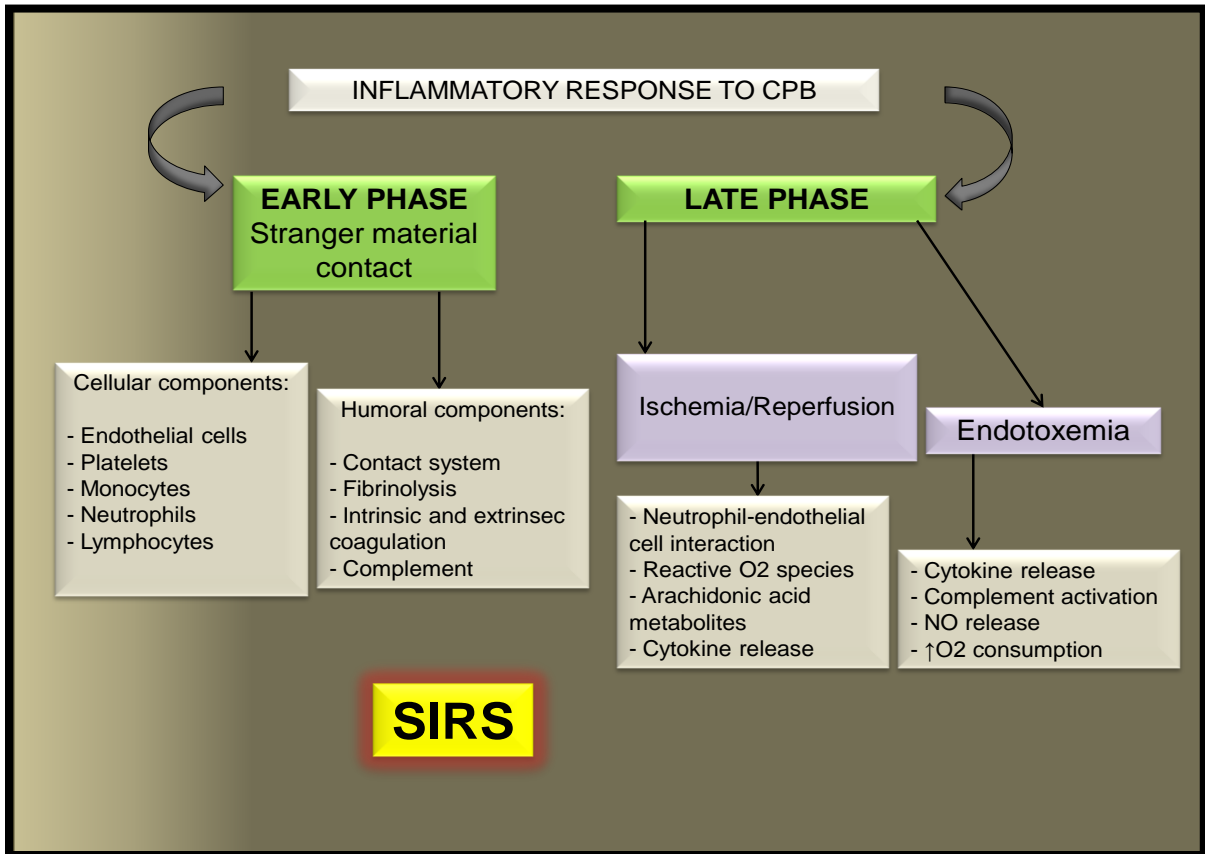 INFLAMMATORY RESPONSE TO CPB
EARLY PHASE
Stranger material
contact
LATE PHASE
Cellular components:
- Endothelial cells
- Platelets
- Monocytes
- Neutrophils
- Lymphocytes
Humoral components:
- Contact system
- Fibrinolysis
- Intrinsic and extrinsec
coagulation
- Complement
Ischemia/Reperfusion
- Neutrophil-endothelial
cell interaction
- Reactive O2 species
- Arachidonic acid
metabolites
- Cytokine release
Endotoxemia
- Cytokine release
- Complement activation
- NO release
- ↑O2 consumption
SIRS